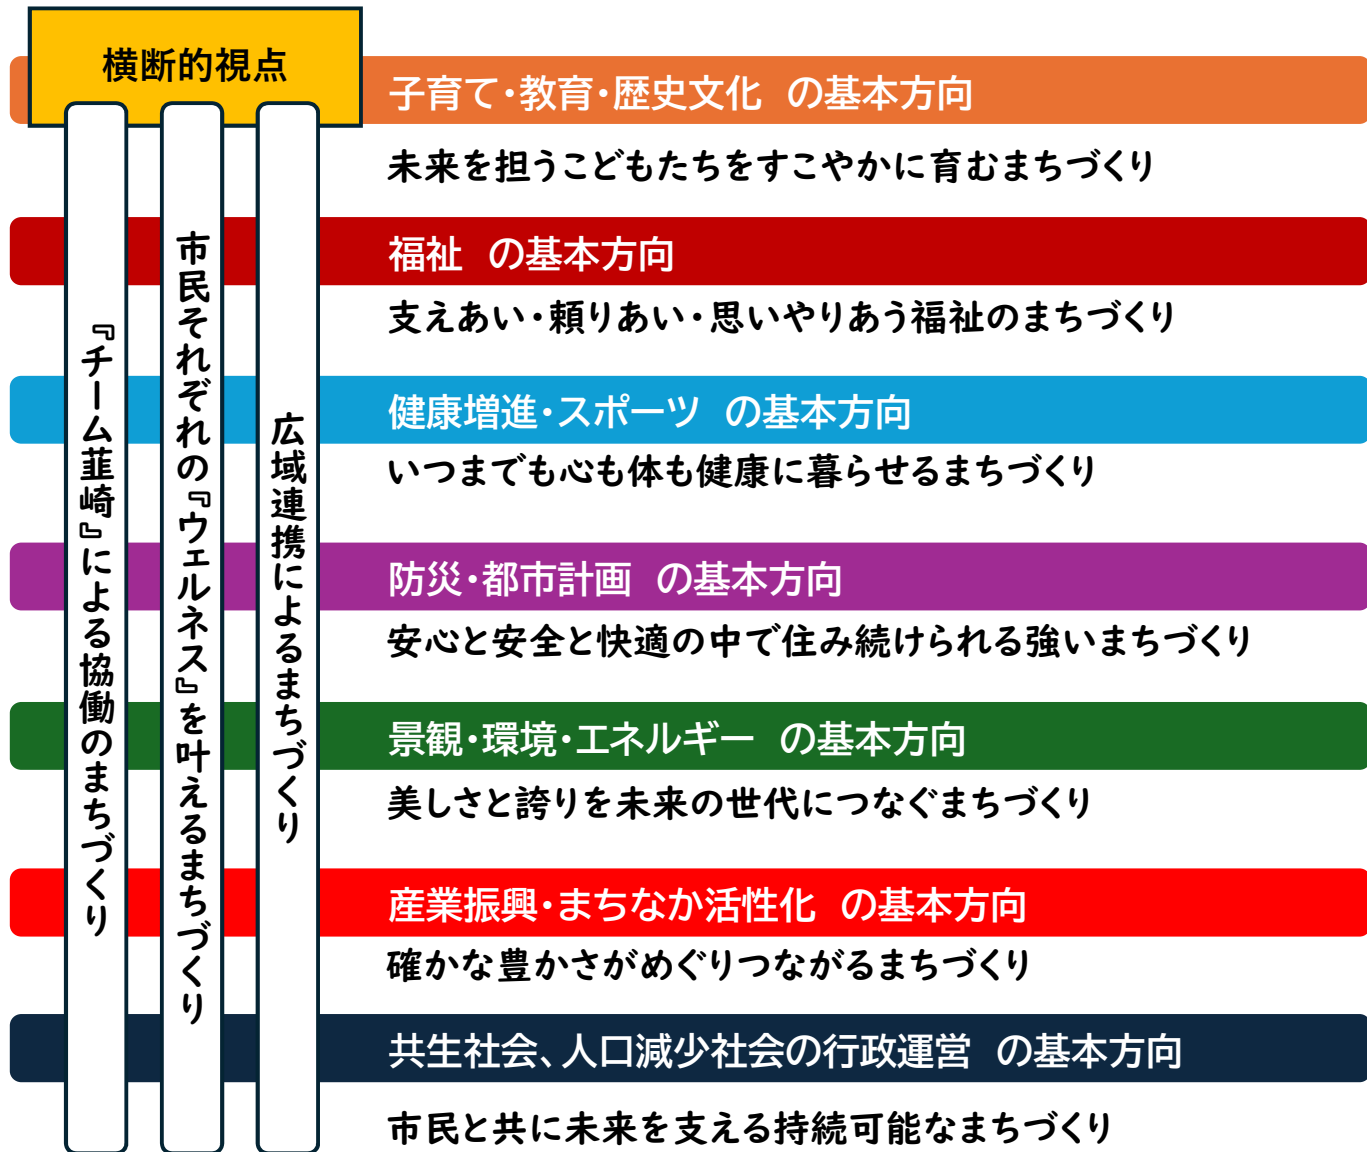 横断的視点
『チーム韮崎』による協働のまちづくり
市民それぞれの『ウェルネス』を叶えるまちづくり
広域連携によるまちづくり
子育て・教育・歴史文化　の基本方向
未来を担うこどもたちをすこやかに育むまちづくり
福祉　の基本方向
支えあい・頼りあい・思いやりあう福祉のまちづくり
健康増進・スポーツ　の基本方向
いつまでも心も体も健康に暮らせるまちづくり
防災・都市計画　の基本方向
安心と安全と快適の中で住み続けられる強いまちづくり
景観・環境・エネルギー　の基本方向
美しさと誇りを未来の世代につなぐまちづくり
産業振興・まちなか活性化　の基本方向
確かな豊かさがめぐりつながるまちづくり
共生社会、人口減少社会の行政運営　の基本方向
市民と共に未来を支える持続可能なまちづくり